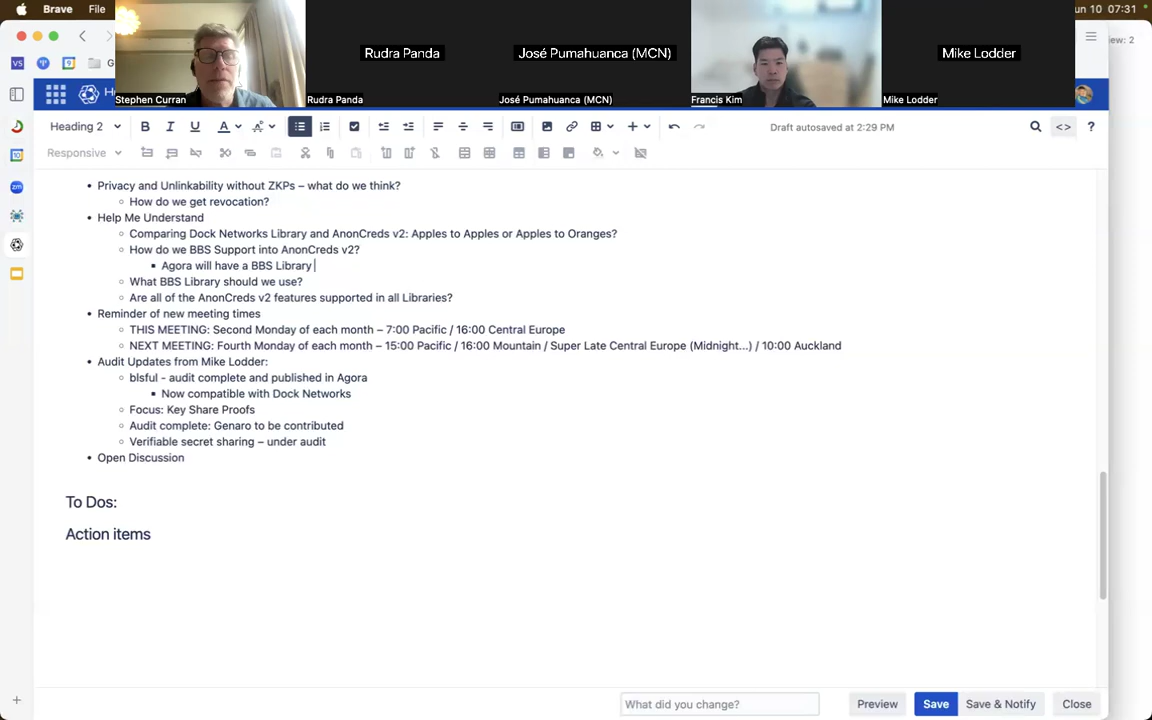 Brave File
un 10 07:31
Rudra Panda
José Pumahuanca (MCN)
Mike Lodder
Stephen Curran
Rudra Panda
José Pumahuanca (MCN)
Francis Kim
Mike Lodder
iew: 2
VS
G
H
Heading 2
B I U A
Draft autosaved at 2:29 PM
<> ?
Responsive
zm
• Privacy and Unlinkability without ZKPs – what do we think?
◦ How do we get revocation?
• Help Me Understand
◦ Comparing Dock Networks Library and AnonCreds v2: Apples to Apples or Apples to Oranges?
◦ How do we BBS Support into AnonCreds v2?
▪ Agora will have a BBS Library
◦ What BBS Library should we use?
◦ Are all of the AnonCreds v2 features supported in all Libraries?
• Reminder of new meeting times
◦ THIS MEETING: Second Monday of each month – 7:00 Pacific / 16:00 Central Europe
◦ NEXT MEETING: Fourth Monday of each month – 15:00 Pacific / 16:00 Mountain / Super Late Central Europe (Midnight...) / 10:00 Auckland
• Audit Updates from Mike Lodder:
◦ blsful - audit complete and published in Agora
▪ Now compatible with Dock Networks
◦ Focus: Key Share Proofs
◦ Audit complete: Genaro to be contributed
◦ Verifiable secret sharing – under audit
• Open Discussion
To Dos:
Action items
What did you change?
Preview
Save
Save & Notify
Close